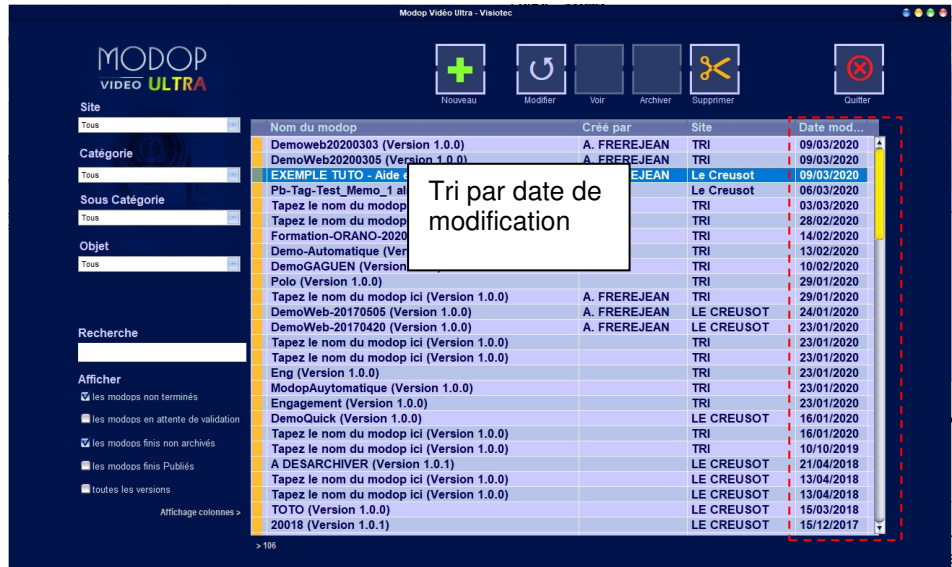 Modop Vidéo Ultra - Visiotec
MODOP
VIDEO ULTRA
Nouveau Modifier Voir Archiver Supprimer Quitter
Site
Tous
Catégorie
Tous
Sous Catégorie
Tous
Objet
Tous
Recherche
Afficher
les modops non terminés
les modops en attente de validation
les modops finis non archivés
les modops finis Publiés
toutes les versions
Affichage colonnes >
Nom du modop Créé par Site Date mod...
Demoweb20200303 (Version 1.0.0) A. FREREJEAN TRI 09/03/2020
DemoWeb20200305 (Version 1.0.0) A. FREREJEAN TRI 09/03/2020
EXEMPLE TUTO - Aide e EJEAN Le Creusot 09/03/2020
Pb-Tag-Test_Memo_1 al Le Creusot 06/03/2020
Tapez le nom du modop TRI 03/03/2020
Tapez le nom du modop TRI 28/02/2020
Formation-ORANO-2020 TRI 14/02/2020
Demo-Automatique (Ver TRI 13/02/2020
DemoGAGUEN (Version TRI 10/02/2020
Tri par date de
modification
Polo (Version 1.0.0) TRI 29/01/2020
Tapez le nom du modop ici (Version 1.0.0) A. FREREJEAN TRI 29/01/2020
DemoWeb-20170505 (Version 1.0.0) A. FREREJEAN LE CREUSOT 24/01/2020
DemoWeb-20170420 (Version 1.0.0) A. FREREJEAN LE CREUSOT 23/01/2020
Tapez le nom du modop ici (Version 1.0.0) TRI 23/01/2020
Tapez le nom du modop ici (Version 1.0.0) TRI 23/01/2020
Eng (Version 1.0.0) TRI 23/01/2020
ModopAuytomatique (Version 1.0.0) TRI 23/01/2020
Engagement (Version 1.0.0) TRI 23/01/2020
DemoQuick (Version 1.0.0) LE CREUSOT 16/01/2020
Tapez le nom du modop ici (Version 1.0.0) TRI 16/01/2020
Tapez le nom du modop ici (Version 1.0.0) TRI 10/10/2019
A DESARCHIVER (Version 1.0.1) LE CREUSOT 21/04/2018
Tapez le nom du modop ici (Version 1.0.0) LE CREUSOT 13/04/2018
Tapez le nom du modop ici (Version 1.0.0) LE CREUSOT 13/04/2018
TOTO (Version 1.0.0) LE CREUSOT 15/03/2018
20018 (Version 1.0.1) LE CREUSOT 15/12/2017
> 106